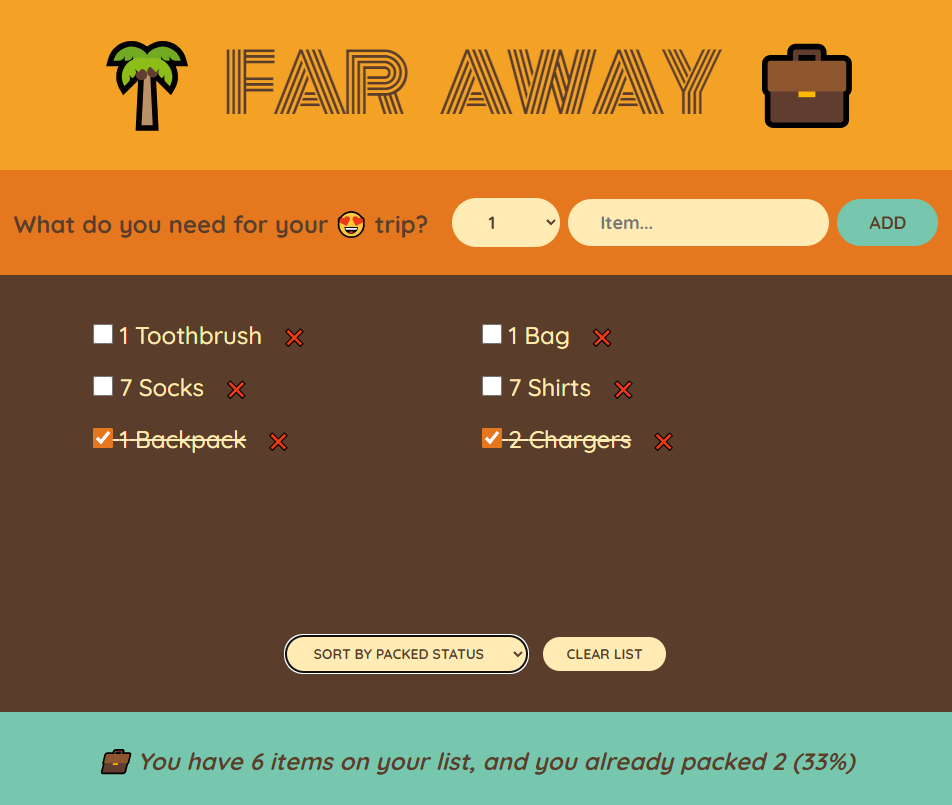 FAR AWAY
What do you need for your 😍 trip?
1
Item...
ADD
1 Toothbrush ❌
1 Bag ❌
7 Socks ❌
7 Shirts ❌
1 Backpack ❌
2 Chargers ❌
SORT BY PACKED STATUS
CLEAR LIST
You have 6 items on your list, and you already packed 2 (33%)